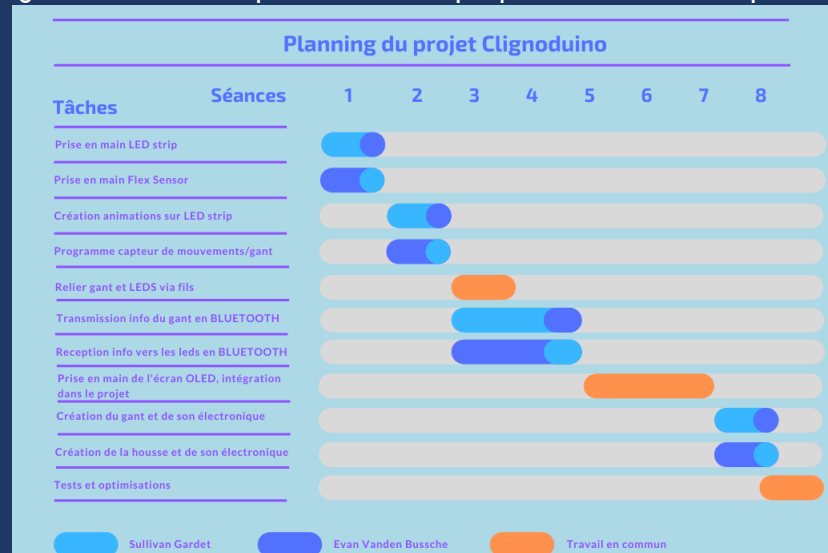 Planning du projet Clignoduino
Séances 1 2 3 4 5 6 7 8
Tâches
Prise en main LED strip
Prise en main Flex Sensor
Création animations sur LED strip
Programme capteur de mouvements/gant
Relier gant et LEDS via fils
Transmission info du gant en BLUETOOTH
Reception info vers les leds en BLUETOOTH
Prise en main de l'écran OLED, intégration
dans le projet
Création du gant et de son électronique
Création de la housse et de son électronique
Tests et optimisations
Sullivan Gardet Evan Vanden Bussche Travail en commun